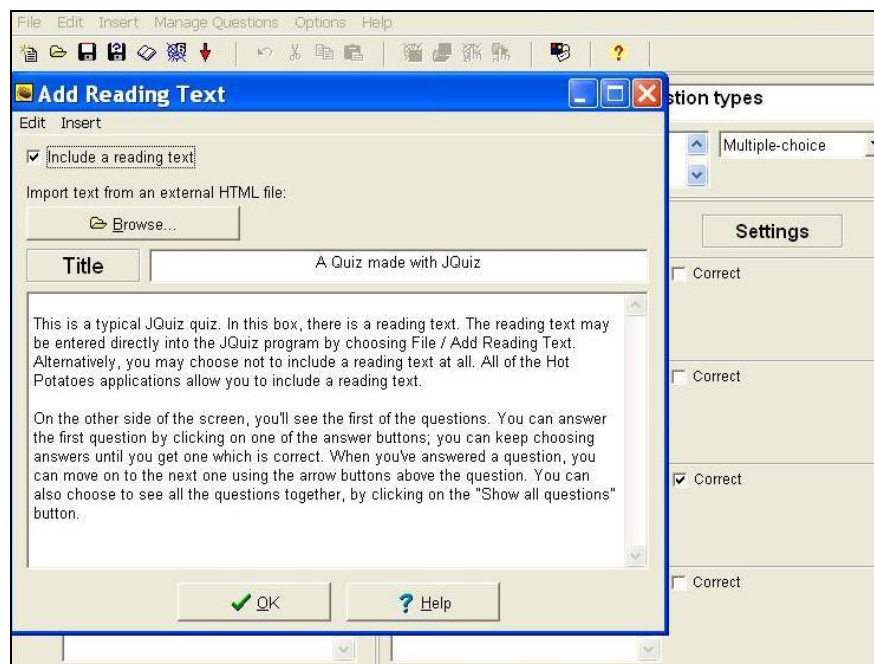 File Edit Insert Manage Questions Options Help
Add Reading Text
stion types
Edit Insert
Include a reading text
Multiple-choice
Import text from an external HTML file:
Browse...
Settings
Title
A Quiz made with JQuiz
Correct
This is a typical JQuiz quiz. In this box, there is a reading text. The reading text may
be entered directly into the JQuiz program by choosing File / Add Reading Text.
Alternatively, you may choose not to include a reading text at all. All of the Hot
Potatoes applications allow you to include a reading text.
Correct
On the other side of the screen, you'll see the first of the questions. You can answer
the first question by clicking on one of the answer buttons; you can keep choosing
answers until you get one which is correct. When you've answered a question, you
can move on to the next one using the arrow buttons above the question. You can
also choose to see all the questions together, by clicking on the "Show all questions"
button.
Correct
OK
Help
Correct